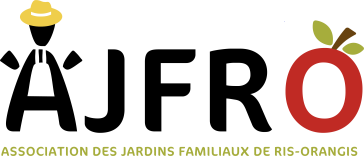 AJFRO
ASSOCIATION DES JARDINS FAMILIAUX DE RIS-ORANGIS